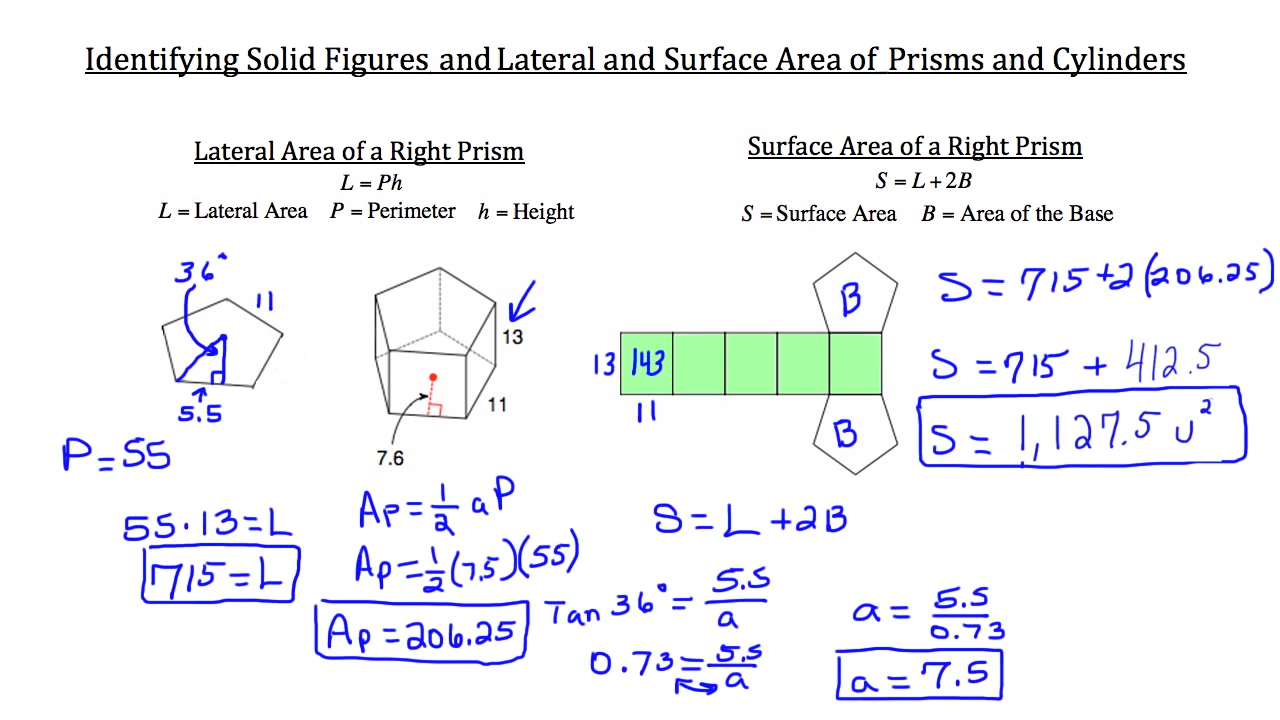 Identifying Solid Figures and Lateral and Surface Area of Prisms and Cylinders
Lateral Area of a Right Prism
L = Ph
L = Lateral Area P = Perimeter h = Height
36°
11
5.5
P = 55
55 · 13 = L
715 = L
13
11
7.6
Ap = 1/2 aP
Ap = 1/2 (7.5)(55)
Ap = 206.25
Surface Area of a Right Prism
S = L + 2B
S = Surface Area B = Area of the Base
B
13 143
11
B
S = 715 + 2(206.25)
S = 715 + 412.5
S = 1,127.5 u²
S = L + 2B
Tan 36° = 5.5/a
0.73 = 5.5/a
a = 5.5/0.73
a = 7.5